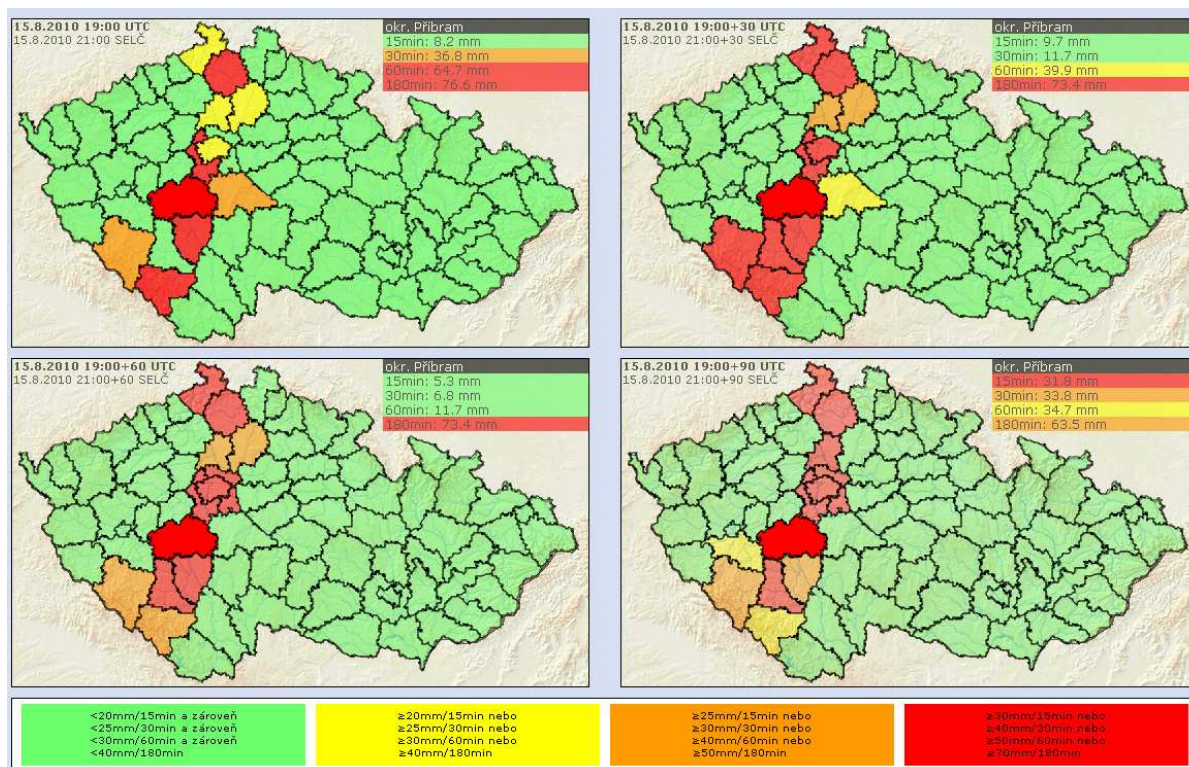 15.8.2010 19:00 UTC
15.8.2010 21:00 SELČ
okr. Příbram
15min: 8.2 mm
30min: 36.8 mm
60min: 64.7 mm
180min: 76.6 mm
15.8.2010 19:00+30 UTC
15.8.2010 21:00+30 SELČ
okr. Příbram
15min: 9.7 mm
30min: 11.7 mm
60min: 39.9 mm
180min: 73.4 mm
15.8.2010 19:00+60 UTC
15.8.2010 21:00+60 SELČ
okr. Příbram
15min: 5.3 mm
30min: 6.8 mm
60min: 11.7 mm
180min: 73.4 mm
15.8.2010 19:00+90 UTC
15.8.2010 21:00+90 SELČ
okr. Příbram
15min: 31.8 mm
30min: 33.8 mm
60min: 34.7 mm
180min: 63.5 mm
<20mm/15min a zároveň
<25mm/30min a zároveň
<30mm/60min a zároveň
<40mm/180min
≥20mm/15min nebo
≥25mm/30min nebo
≥30mm/60min nebo
≥40mm/180min
≥25mm/15min nebo
≥30mm/30min nebo
≥40mm/60min nebo
≥50mm/180min
≥30mm/15min nebo
≥40mm/30min nebo
≥50mm/60min nebo
≥70mm/180min